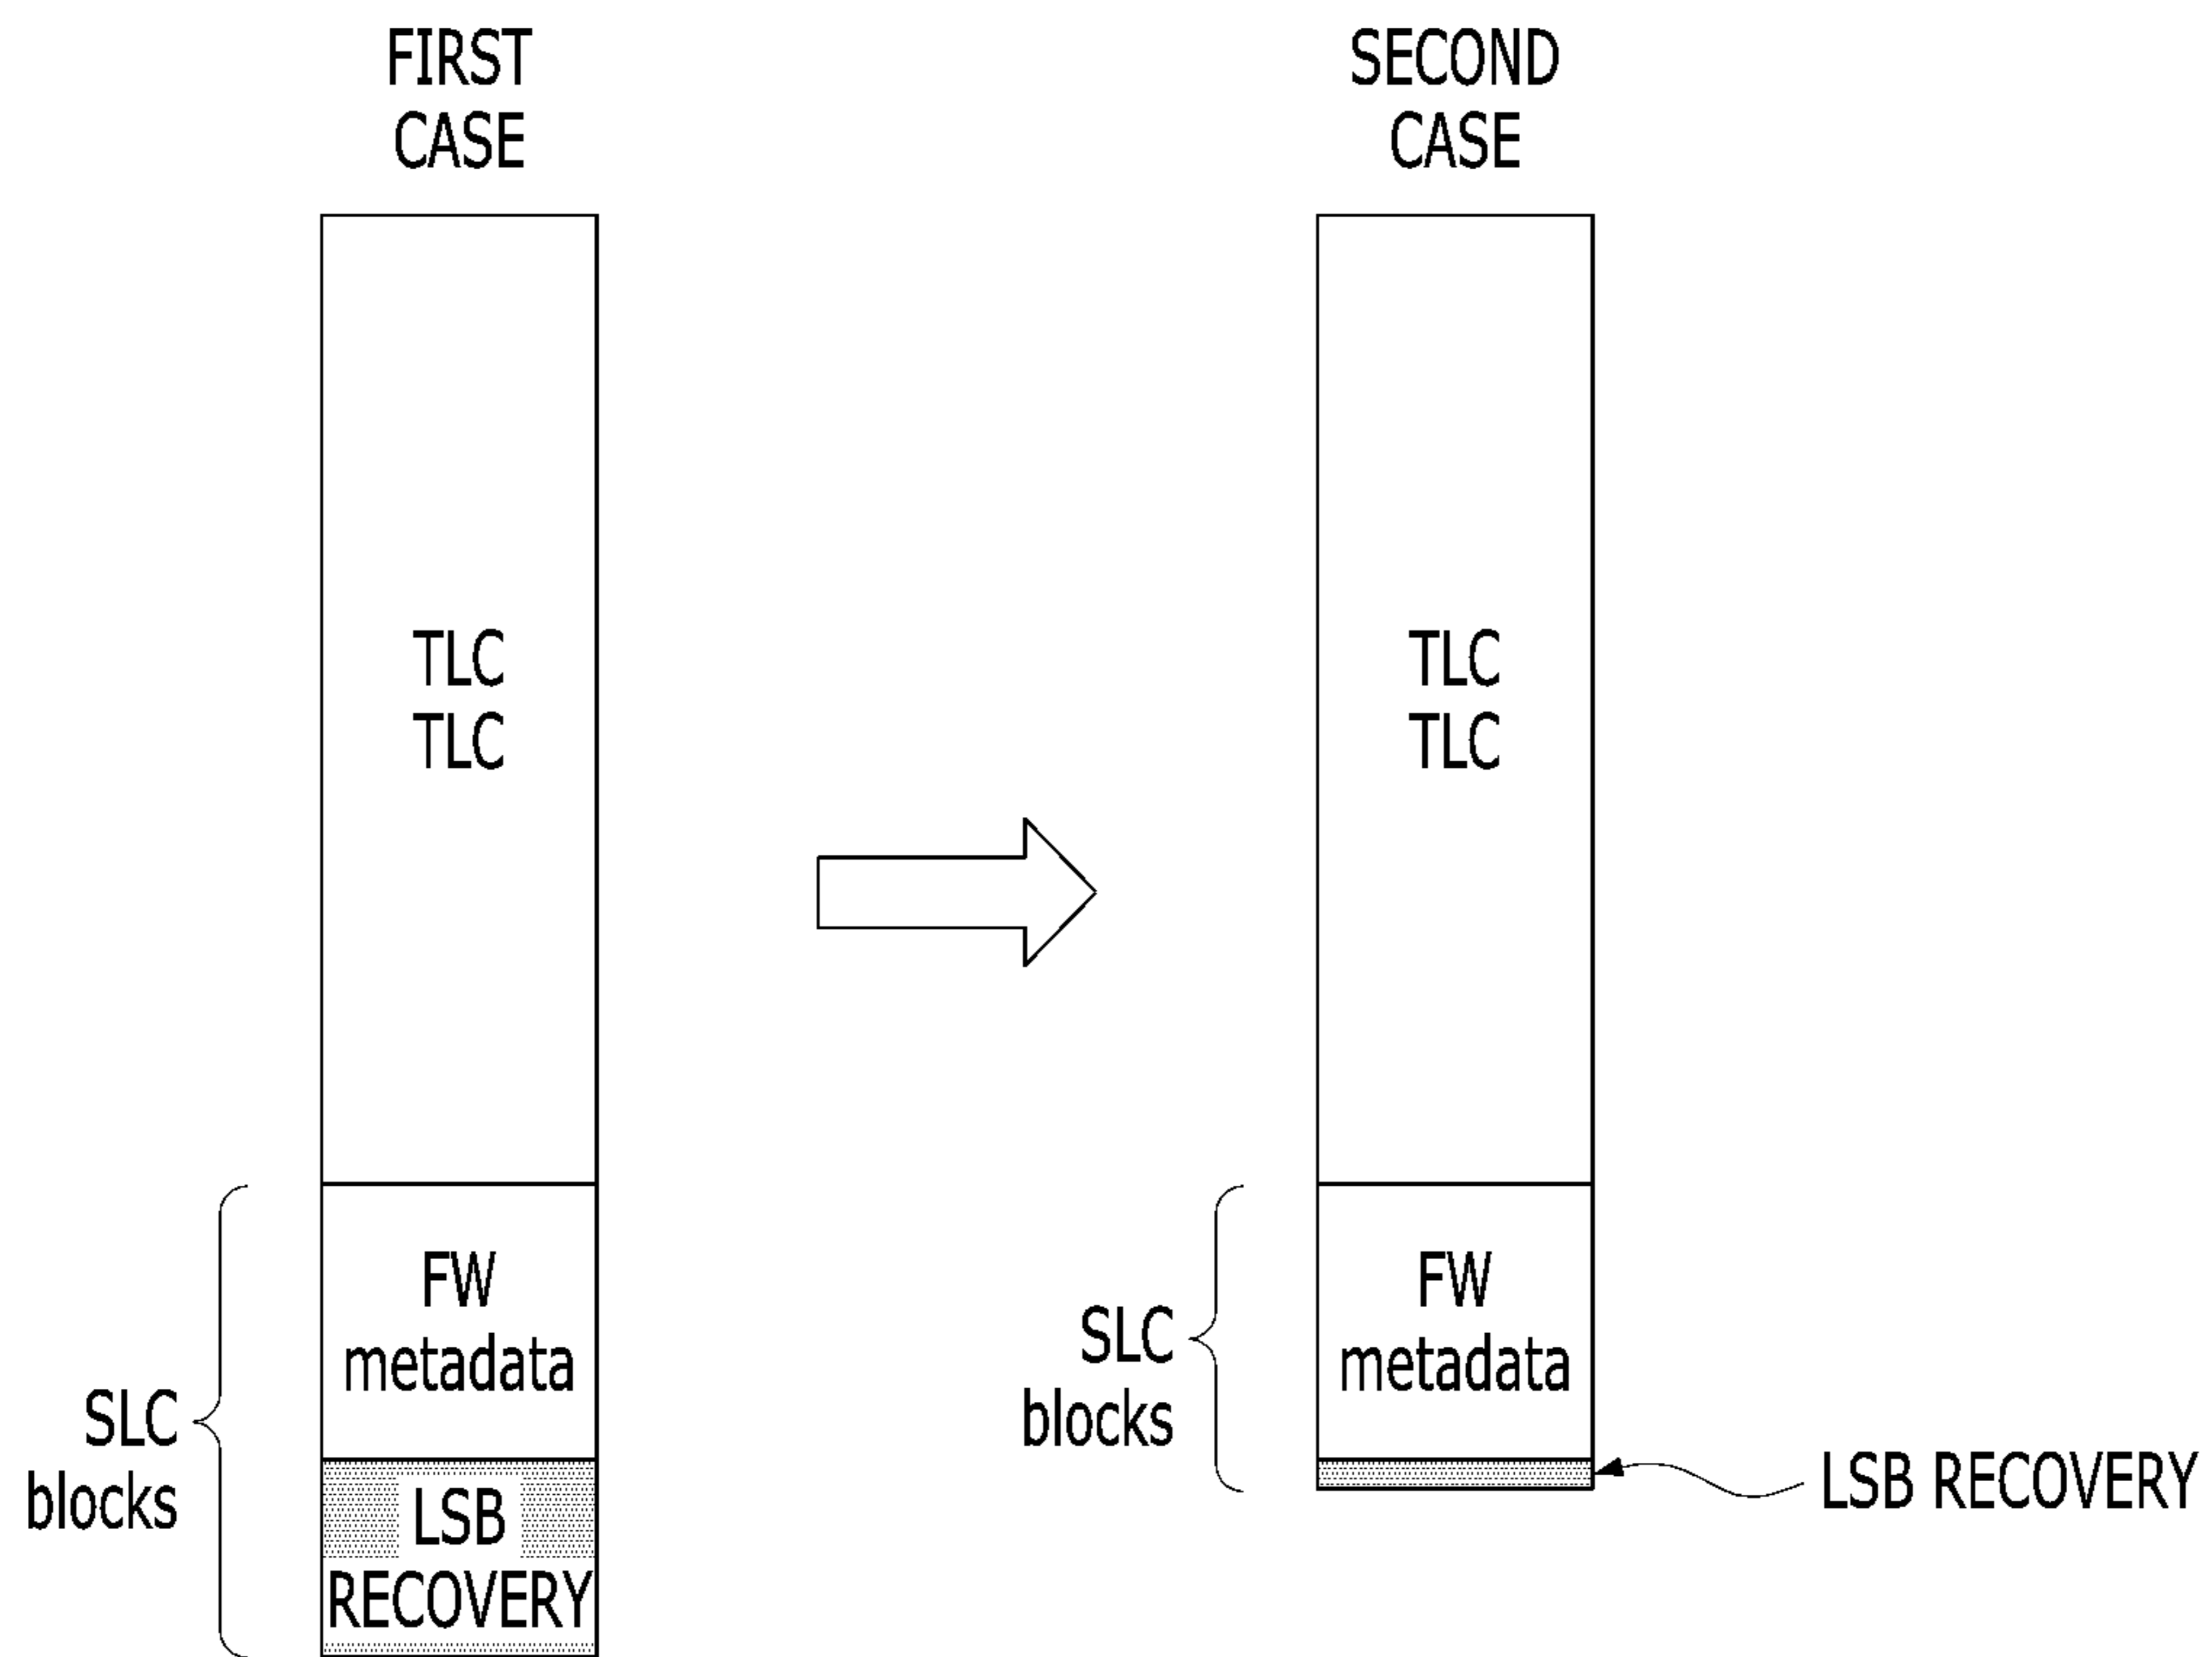 FIRST
CASE
TLC
TLC
SLC
blocks
FW
metadata
LSB
RECOVERY
SECOND
CASE
TLC
TLC
SLC
blocks
FW
metadata
LSB RECOVERY